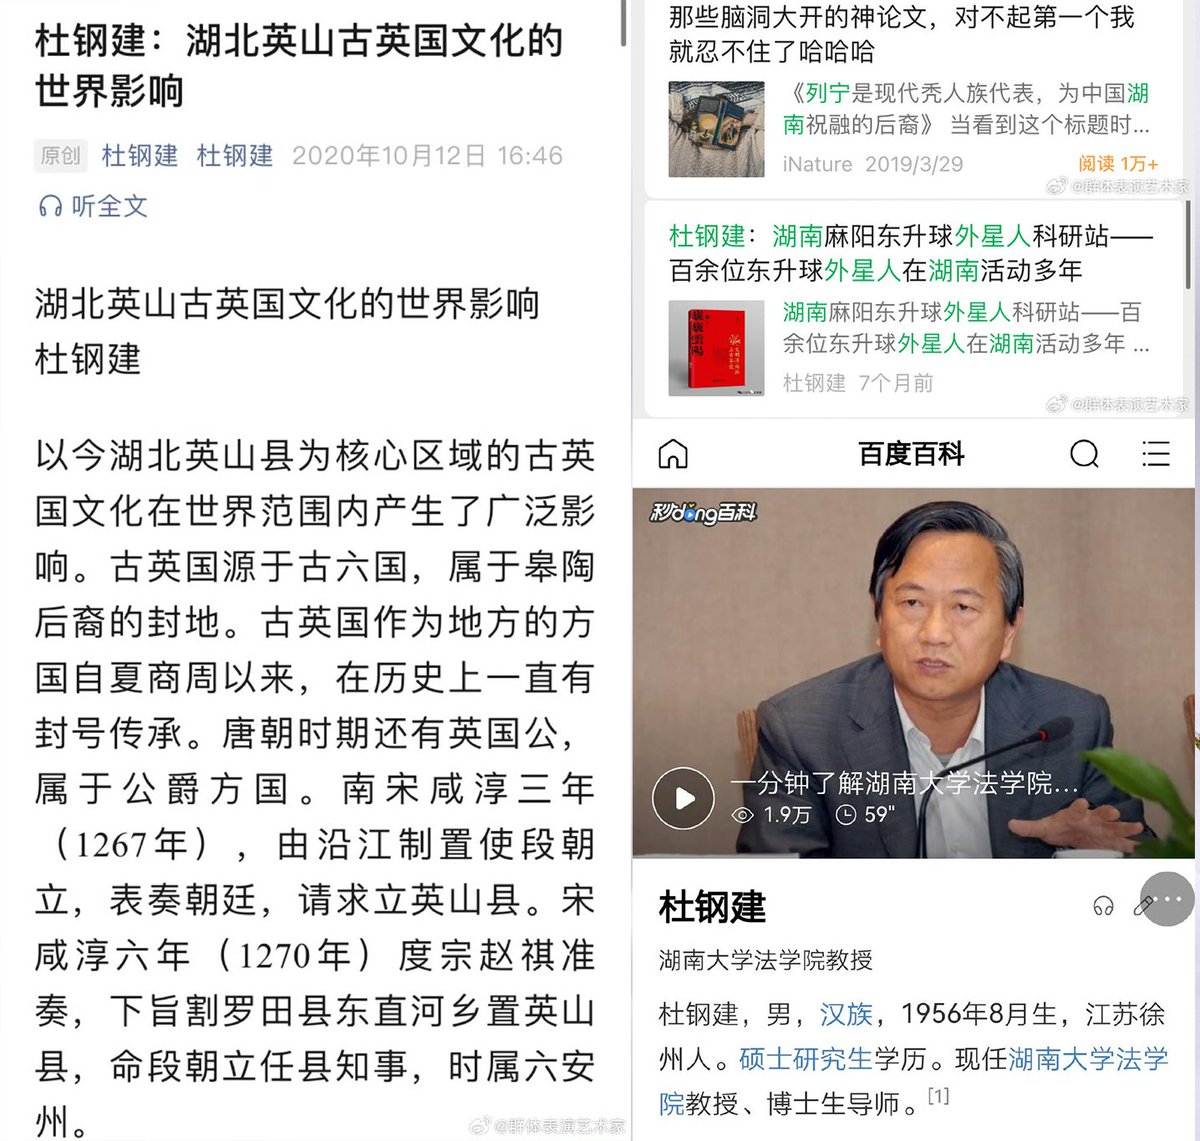 杜钢建：湖北英山古英国文化的
世界影响
原创 杜钢建 杜钢建 2020年10月12日 16:46
听全文
湖北英山古英国文化的世界影响
杜钢建
以今湖北英山县为核心区域的古英
国文化在世界范围内产生了广泛影
响。古英国源于古六国，属于皋陶
后裔的封地。古英国作为地方的方
国自夏商周以来，在历史上一直有
封号传承。唐朝时期还有英国公，
属于公爵方国。南宋咸淳三年
（1267年），由沿江制置使段朝
立，表奏朝廷，请求立英山县。宋
咸淳六年（1270年）度宗赵祺准
奏，下旨割罗田县东直河乡置英山
县，命段朝立任县知事，时属六安
州。
@群体表演艺术家
那些脑洞大开的神论文，对不起第一个我
就忍不住了哈哈哈
《列宁是现代秃人族代表，为中国湖
南祝融的后裔》 当看到这个标题时...
iNature 2019/3/29 阅读 1万+
@群体表演艺术家
杜钢建：湖南麻阳东升球外星人科研站——
百余位东升球外星人在湖南活动多年
湖南麻阳东升球外星人科研站——百
余位东升球外星人在湖南活动多年 ...
杜钢建 7个月前
@群体表演艺术家
百度百科
秒dong百科
一分钟了解湖南大学法学院...
1.9万 59"
杜钢建
湖南大学法学院教授
杜钢建，男，汉族，1956年8月生，江苏徐
州人。硕士研究生学历。现任湖南大学法学
院教授、博士生导师。[1]